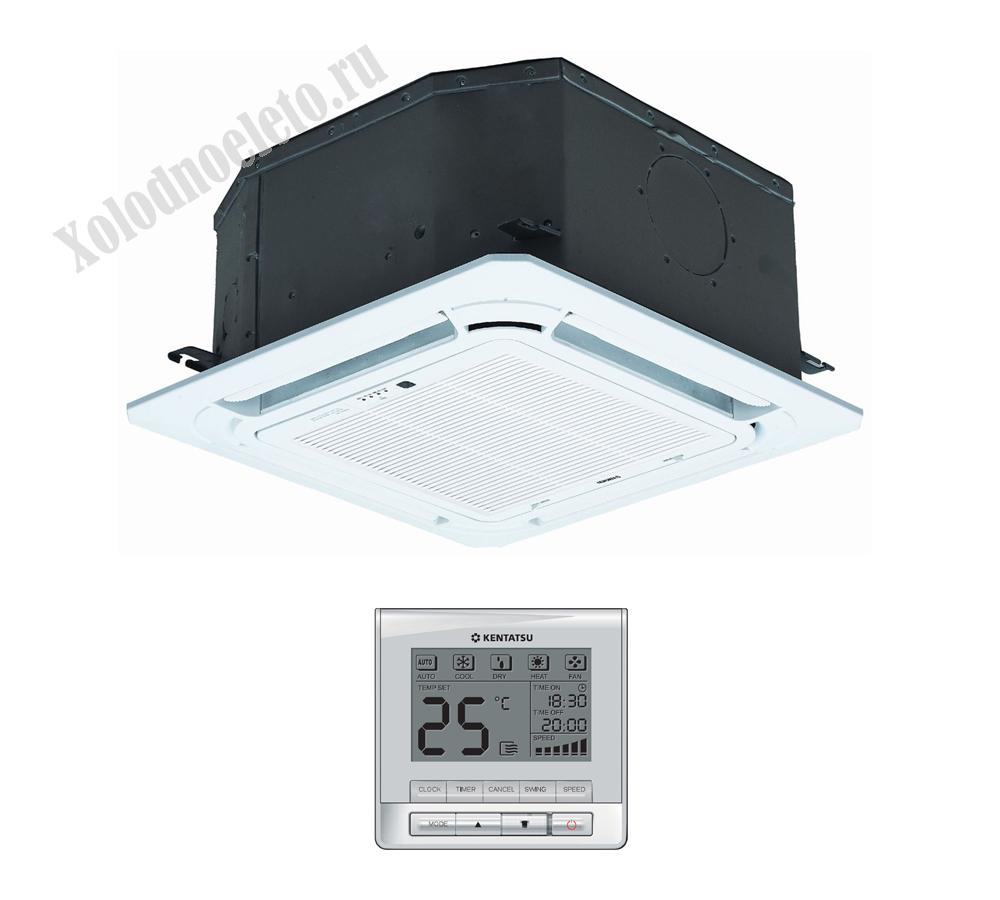 Xolodnoeleto.ru
KENTATSU
AUTO
AUTO COOL DRY HEAT FAN
TEMP SET
25 °C
TIME ON
18:30
TIME OFF
20:00
SPEED
CLOCK TIMER CANCEL SWING SPEED
MODE